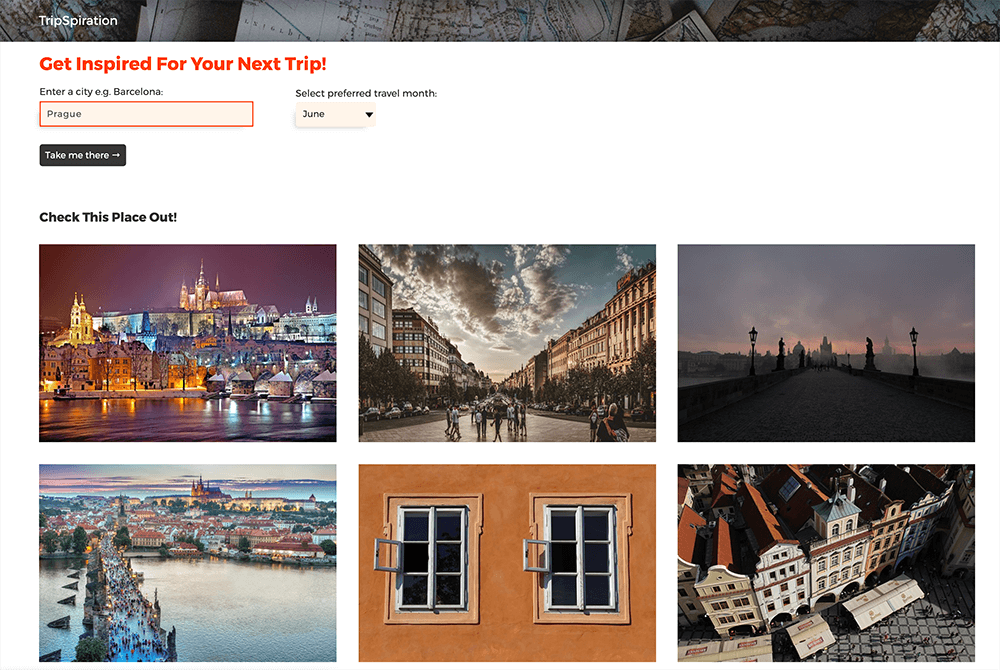 TripSpiration
Get Inspired For Your Next Trip!
Enter a city e.g. Barcelona:
Select preferred travel month:
Prague
June
Take me there →
Check This Place Out!